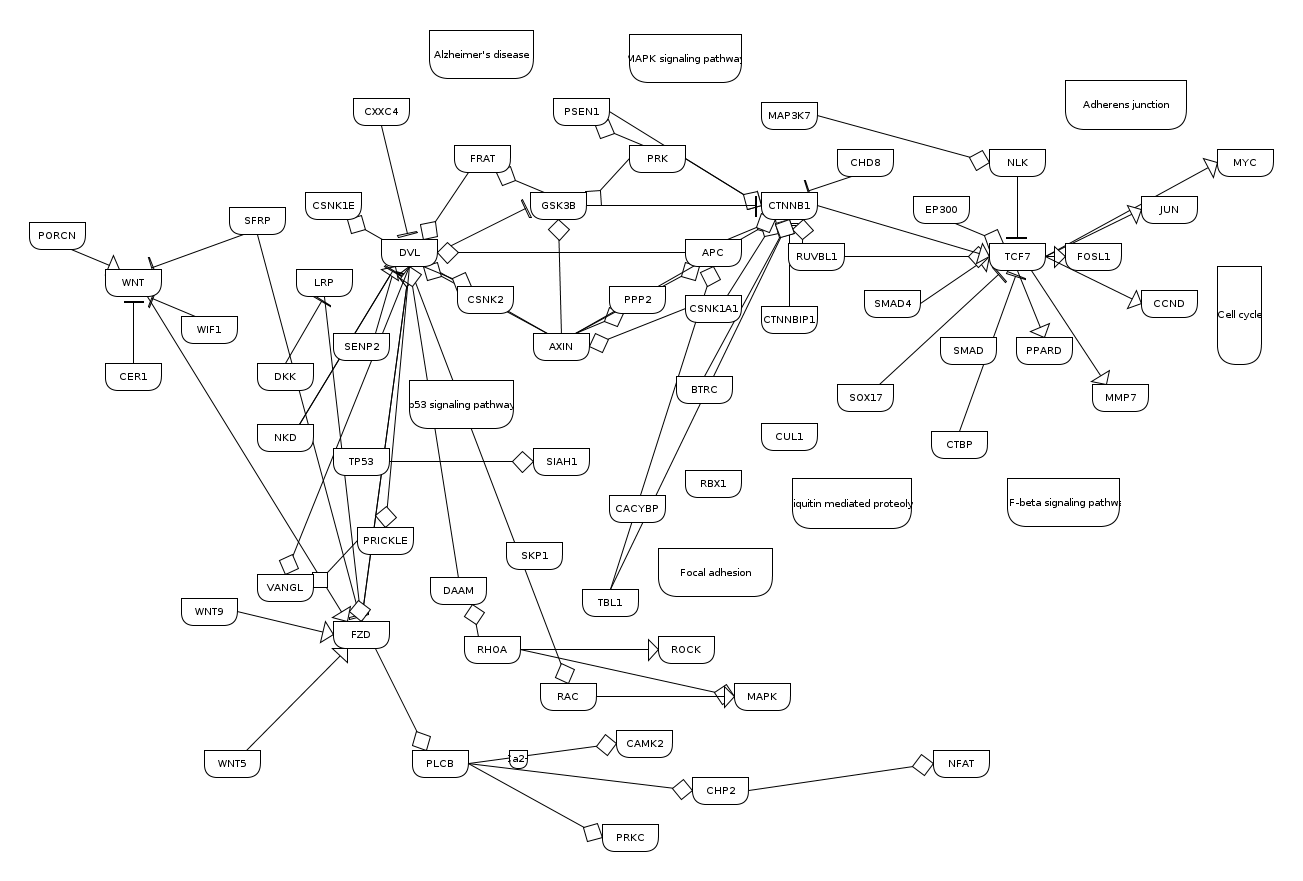 Alzheimer's disease
MAPK signaling pathway
Adherens junction
CXXC4
PSEN1
MAP3K7
FRAT
PRK
CHD8
NLK
MYC
CSNK1E
SFRP
GSK3B
CTNNB1
EP300
JUN
PORCN
DVL
APC
RUVBL1
TCF7
FOSL1
WNT
LRP
CSNK2
PPP2
CSNK1A1
SMAD4
CCND
Cell cycle
WIF1
CTNNBIP1
SENP2
AXIN
SMAD
PPARD
CER1
DKK
BTRC
SOX17
MMP7
p53 signaling pathway
NKD
CUL1
CTBP
TP53
SIAH1
RBX1
iquitin mediated proteoly
F-beta signaling pathwa
CACYBP
PRICKLE
SKP1
Focal adhesion
VANGL
DAAM
TBL1
WNT9
FZD
RHOA
ROCK
RAC
MAPK
CAMK2
WNT5
PLCB
NFAT
CHP2
PRKC